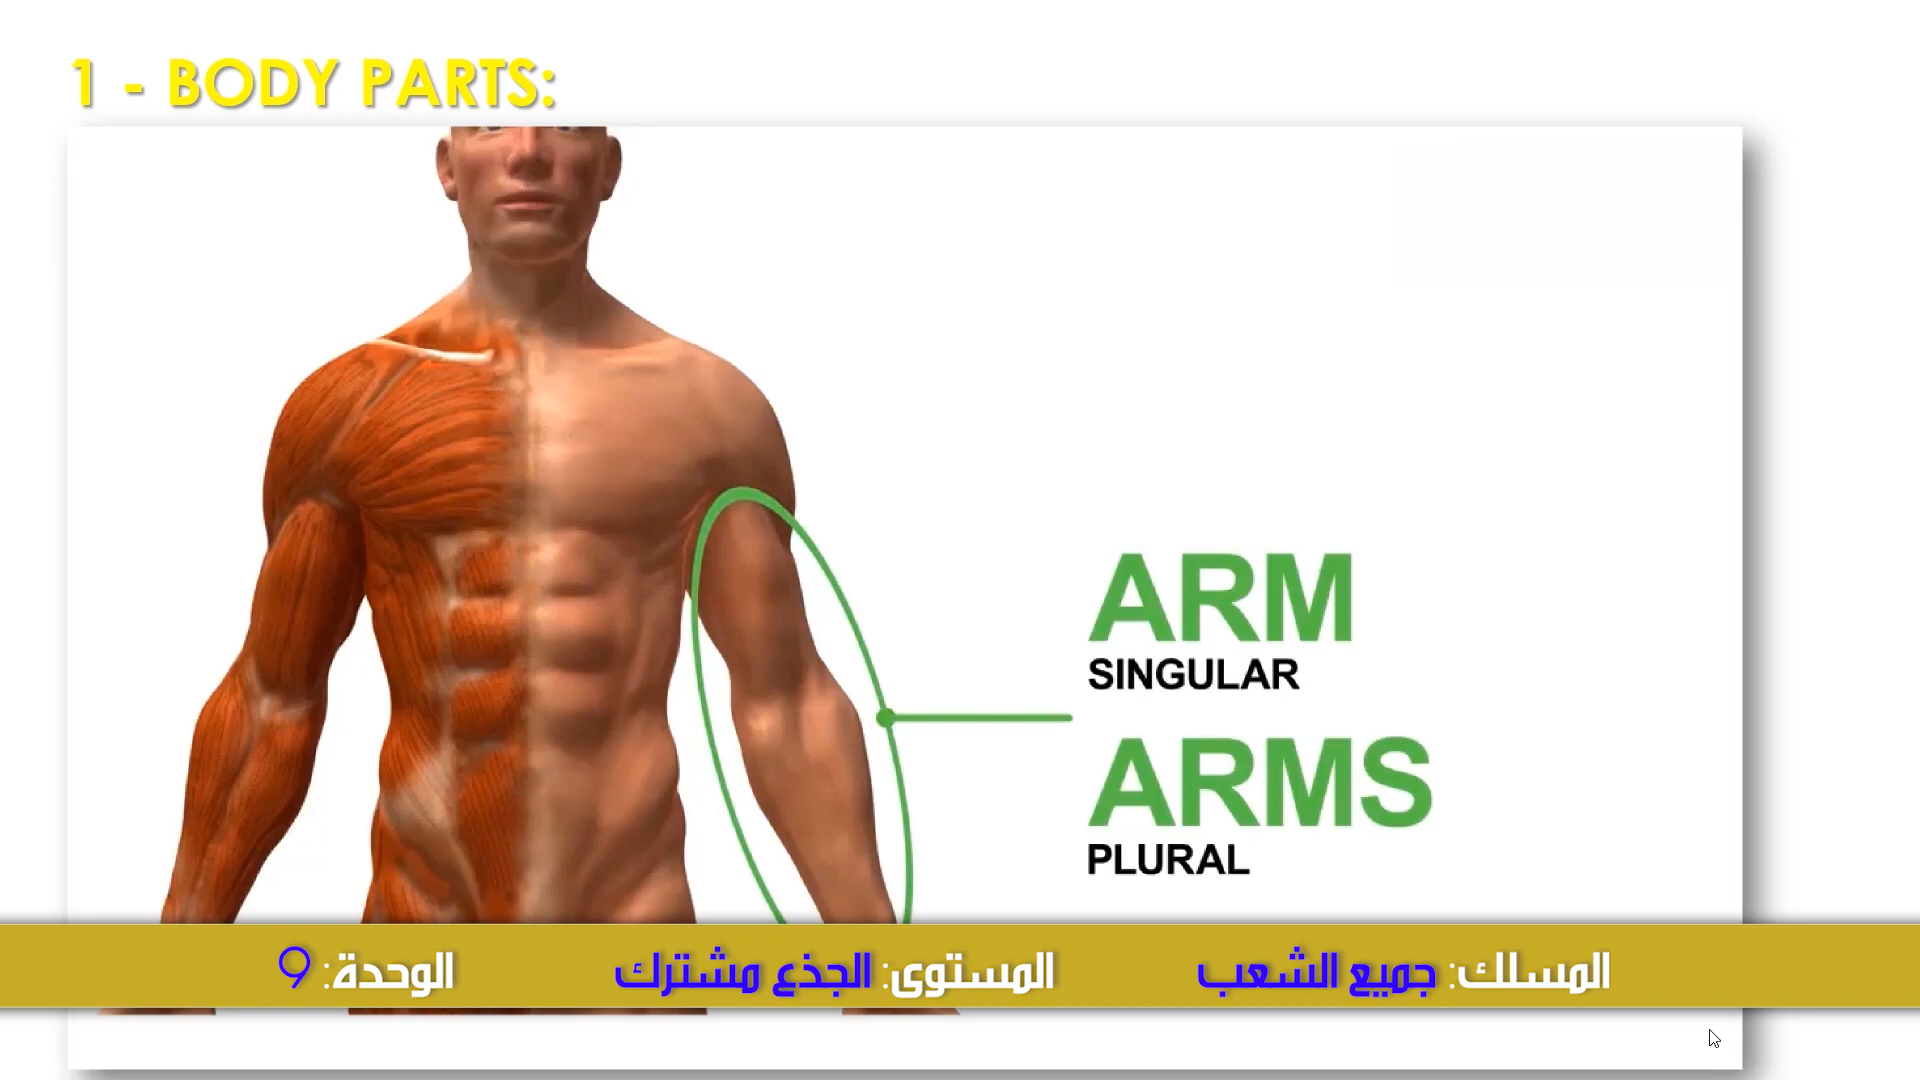 1 - BODY PARTS:
ARM
SINGULAR
ARMS
PLURAL
المسلك: جميع الشعب المستوى: الجذع مشترك الوحدة: 9